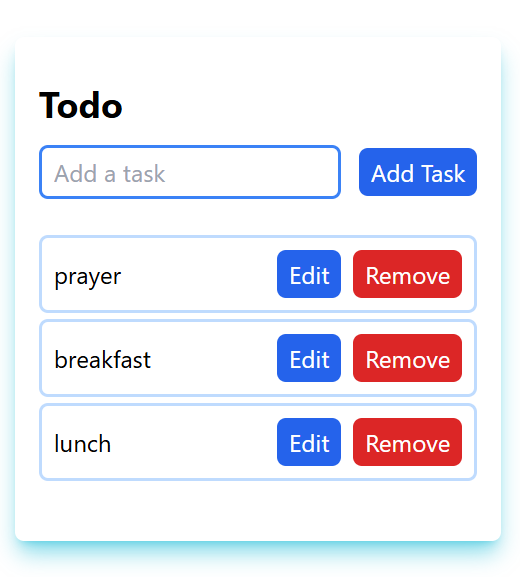 Todo
Add a task Add Task
prayer Edit Remove
breakfast Edit Remove
lunch Edit Remove